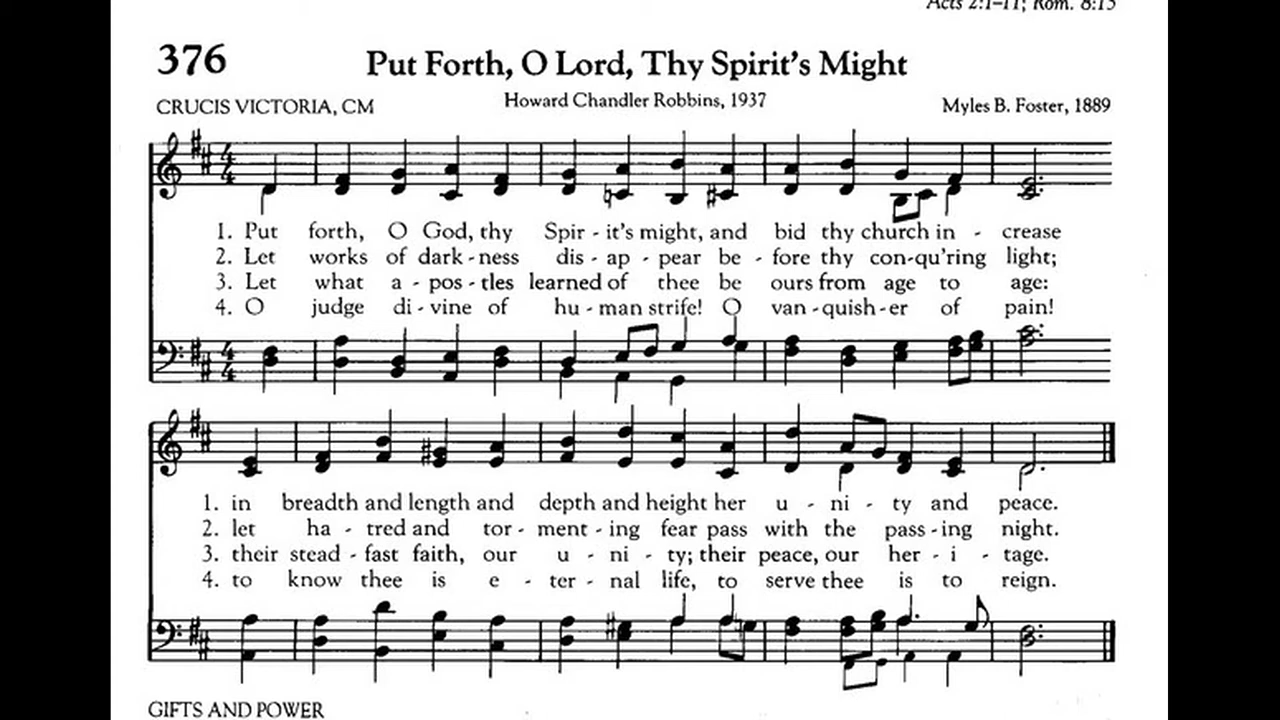 Acts 2:1–11; Rom. 8:15
376
Put Forth, O Lord, Thy Spirit's Might
CRUCIS VICTORIA, CM
Howard Chandler Robbins, 1937
Myles B. Foster, 1889
1. Put forth, O God, thy Spir - it's might, and bid thy church in - crease
2. Let works of dark - ness dis - ap - pear be - fore thy con-qu'ring light;
3. Let what a - pos - tles learned of thee be ours from age to age:
4. O judge di - vine of hu - man strife! O van - quish - er of pain!
1. in breadth and length and depth and height her u - ni - ty and peace.
2. let ha - tred and tor - ment - ing fear pass with the pass - ing night.
3. their stead - fast faith, our u - ni - ty; their peace, our her - i - tage.
4. to know thee is e - ter - nal life, to serve thee is to reign.
GIFTS AND POWER